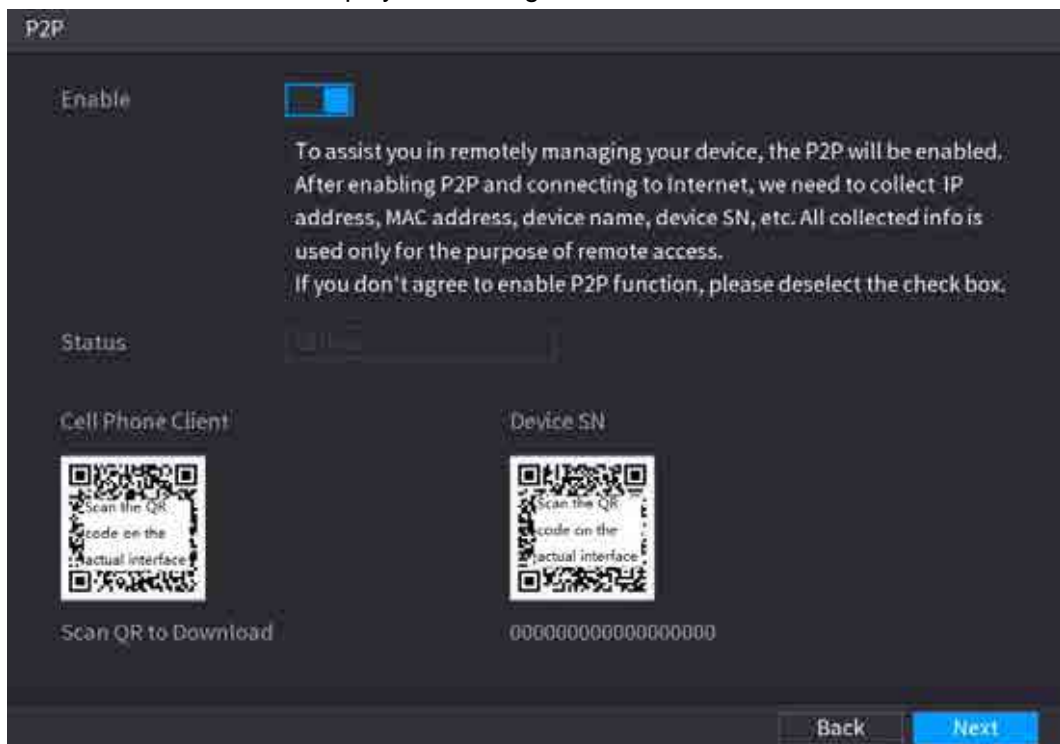 P2P
Enable
To assist you in remotely managing your device, the P2P will be enabled.
After enabling P2P and connecting to Internet, we need to collect IP
address, MAC address, device name, device SN, etc. All collected info is
used only for the purpose of remote access.
If you don't agree to enable P2P function, please deselect the check box.
Status
Cell Phone Client
Device SN
Scan the QR
code on the
actual interface
Scan the QR
code on the
actual interface
Scan QR to Download
000000000000000000
Back
Next